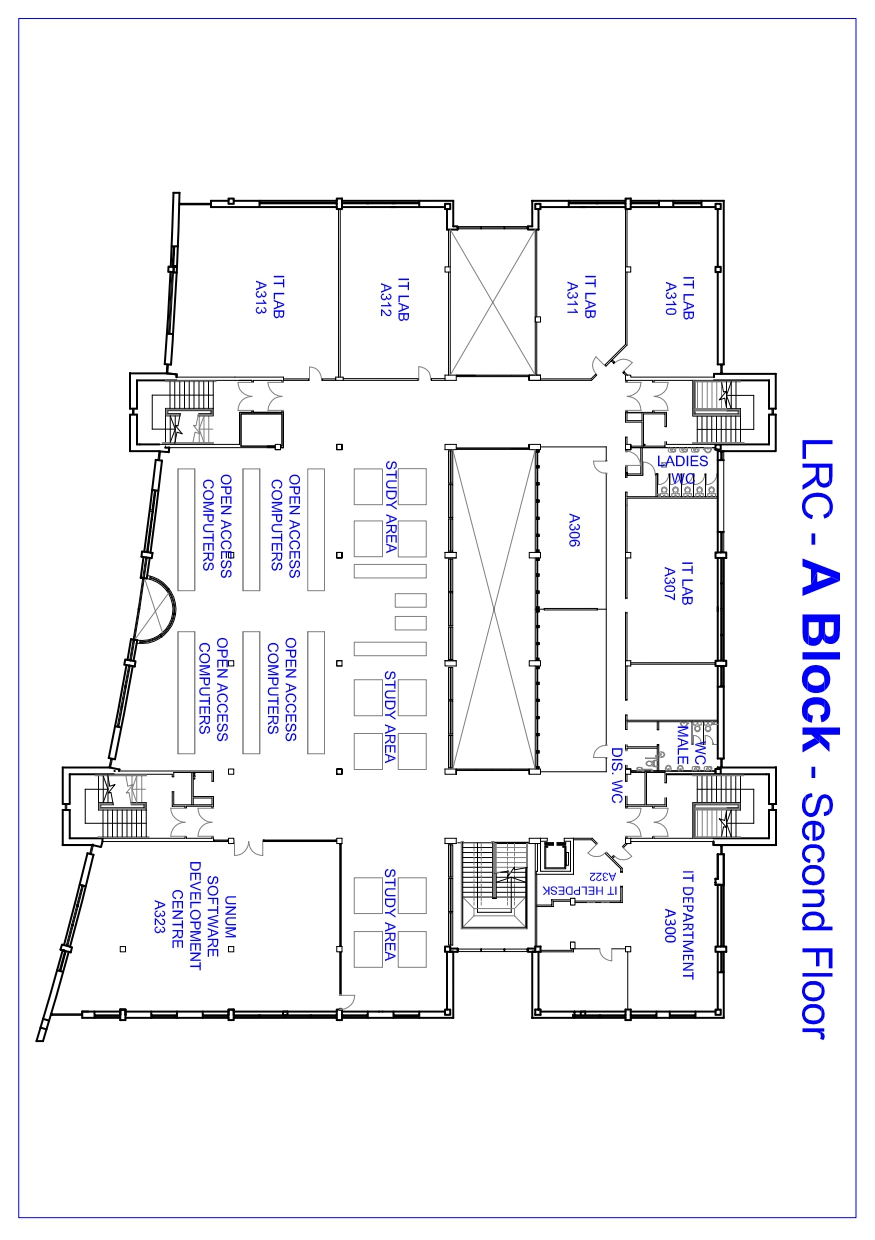 LRC - A Block - Second Floor
IT LAB
A310
IT LAB
A311
IT LAB
A312
IT LAB
A313
LADIES
WC
IT LAB
A307
A306
STUDY AREA
OPEN ACCESS
COMPUTERS
OPEN ACCESS
COMPUTERS
MALE
WC
DIS. WC
STUDY AREA
OPEN ACCESS
COMPUTERS
OPEN ACCESS
COMPUTERS
IT DEPARTMENT
A300
IT HELPDESK
A322
STUDY AREA
UNUM
SOFTWARE
DEVELOPMENT
CENTRE
A323